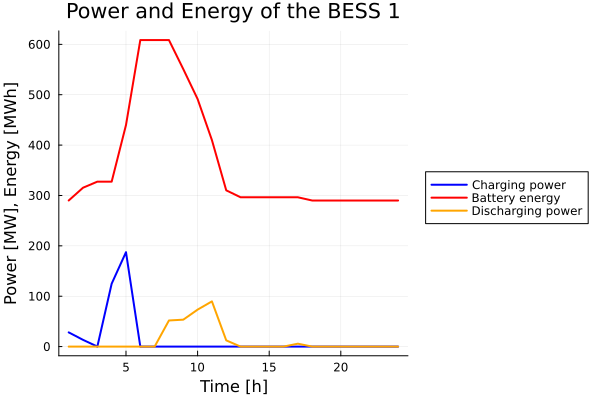 Power and Energy of the BESS 1
Power [MW], Energy [MWh]
600
500
400
300
200
100
0
5
10
15
20
Time [h]
Charging power
Battery energy
Discharging power